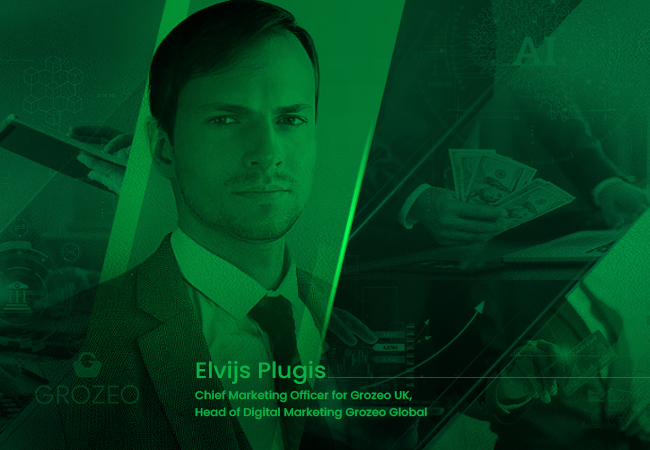 AI
GROZEO
Elvijs Plugis
Chief Marketing Officer for Grozeo UK,
Head of Digital Marketing Grozeo Global